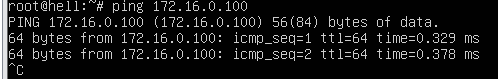 root@hell:~# ping 172.16.0.100
PING 172.16.0.100 (172.16.0.100) 56(84) bytes of data.
64 bytes from 172.16.0.100: icmp_seq=1 ttl=64 time=0.329 ms
64 bytes from 172.16.0.100: icmp_seq=2 ttl=64 time=0.378 ms
^C